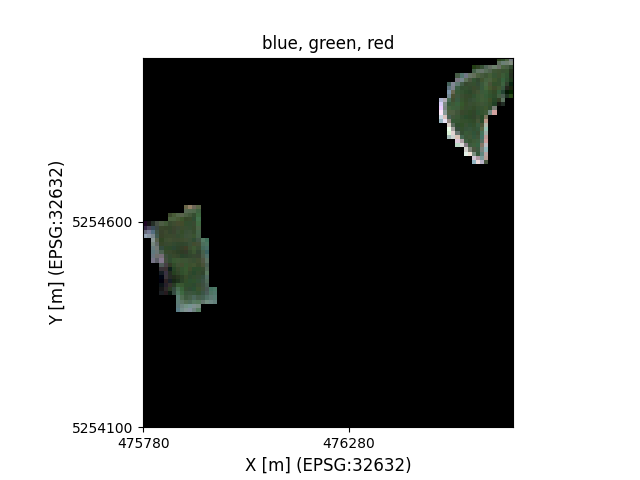 blue, green, red
Y [m] (EPSG:32632)
5254600
5254100
475780
476280
X [m] (EPSG:32632)